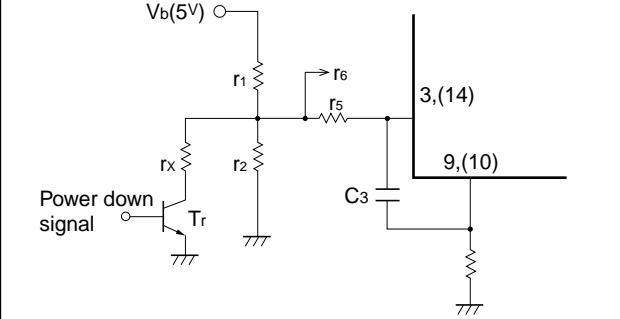 Vb(5V)
r1
r6
r5
3,(14)
rX
r2
9,(10)
C3
Power down
signal
Tr